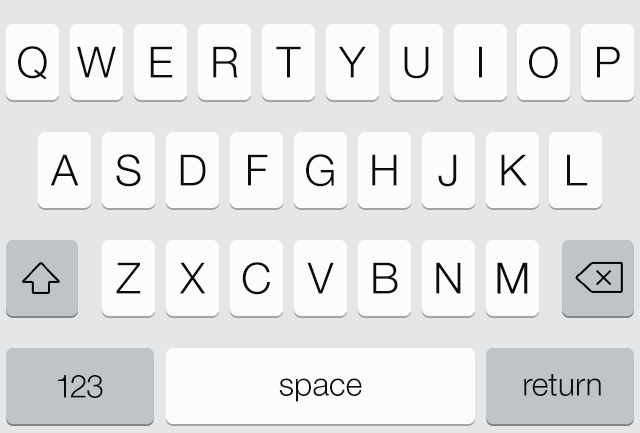 Q W E R T Y U I O P
A S D F G H J K L
Z X C V B N M
123 space return